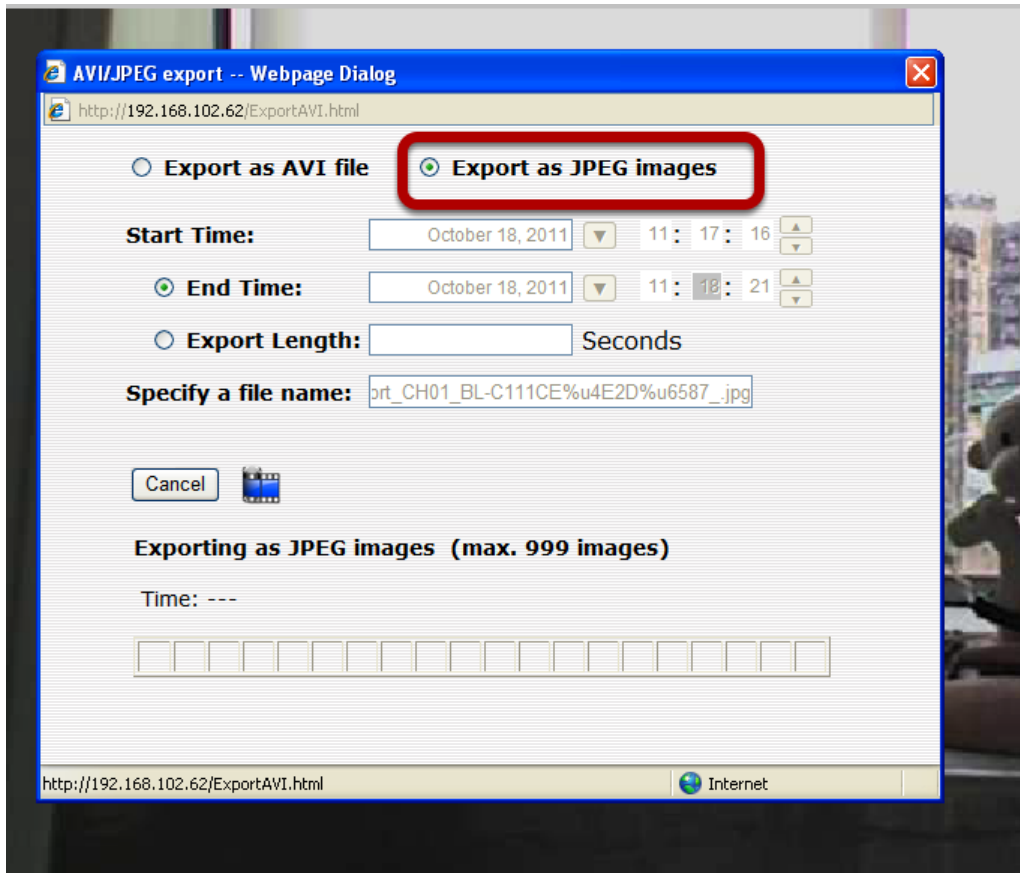 AVI/JPEG export -- Webpage Dialog
http://192.168.102.62/ExportAVI.html
Export as AVI file Export as JPEG images
Start Time: October 18, 2011 11: 17: 16
End Time: October 18, 2011 11: 18: 21
Export Length: Seconds
Specify a file name: ort_CH01_BL-C111CE%u4E2D%u6587_.jpg
Cancel
Exporting as JPEG images (max. 999 images)
Time: ---
http://192.168.102.62/ExportAVI.html Internet